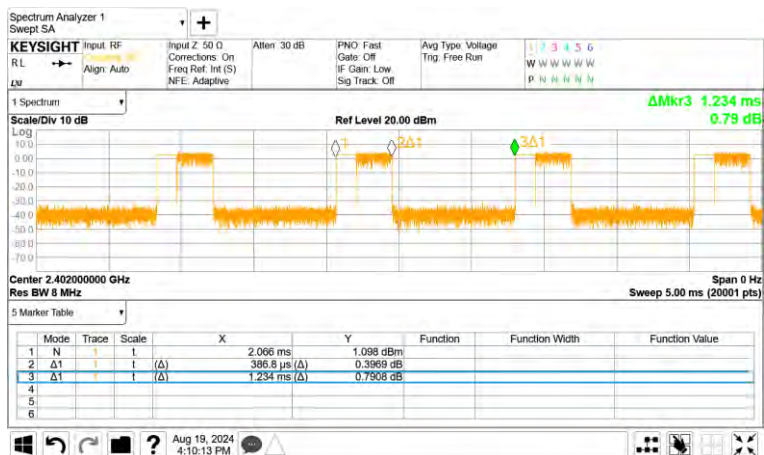 Spectrum Analyzer 1
Swept SA
+
KEYSIGHT Input: RF Input Z: 50 Ω Atten: 30 dB PNO: Fast Avg Type: Voltage 1 2 3 4 5 6
RL Corrections: On Gate: Off Trig: Free Run W W W W W W
Align: Auto Freq Ref: Int (S) IF Gain: Low P N N N N N
NFE: Adaptive Sig Track: Off
1 Spectrum
ΔMkr3 1.234 ms
Scale/Div 10 dB Ref Level 20.00 dBm 0.79 dB
Log
10.0
0.00
-10.0
-20.0
-30.0
-40.0
-50.0
-60.0
-70.0
1 2Δ1 3Δ1
Center 2.402000000 GHz Span 0 Hz
Res BW 8 MHz Sweep 5.00 ms (20001 pts)
5 Marker Table
Mode Trace Scale X Y Function Function Width Function Value
1 N 1 t 2.066 ms 1.098 dBm
2 Δ1 1 t (Δ) 386.8 µs (Δ) 0.3969 dB
3 Δ1 1 t (Δ) 1.234 ms (Δ) 0.7908 dB
4
5
6
? Aug 19, 2024
4:10:13 PM